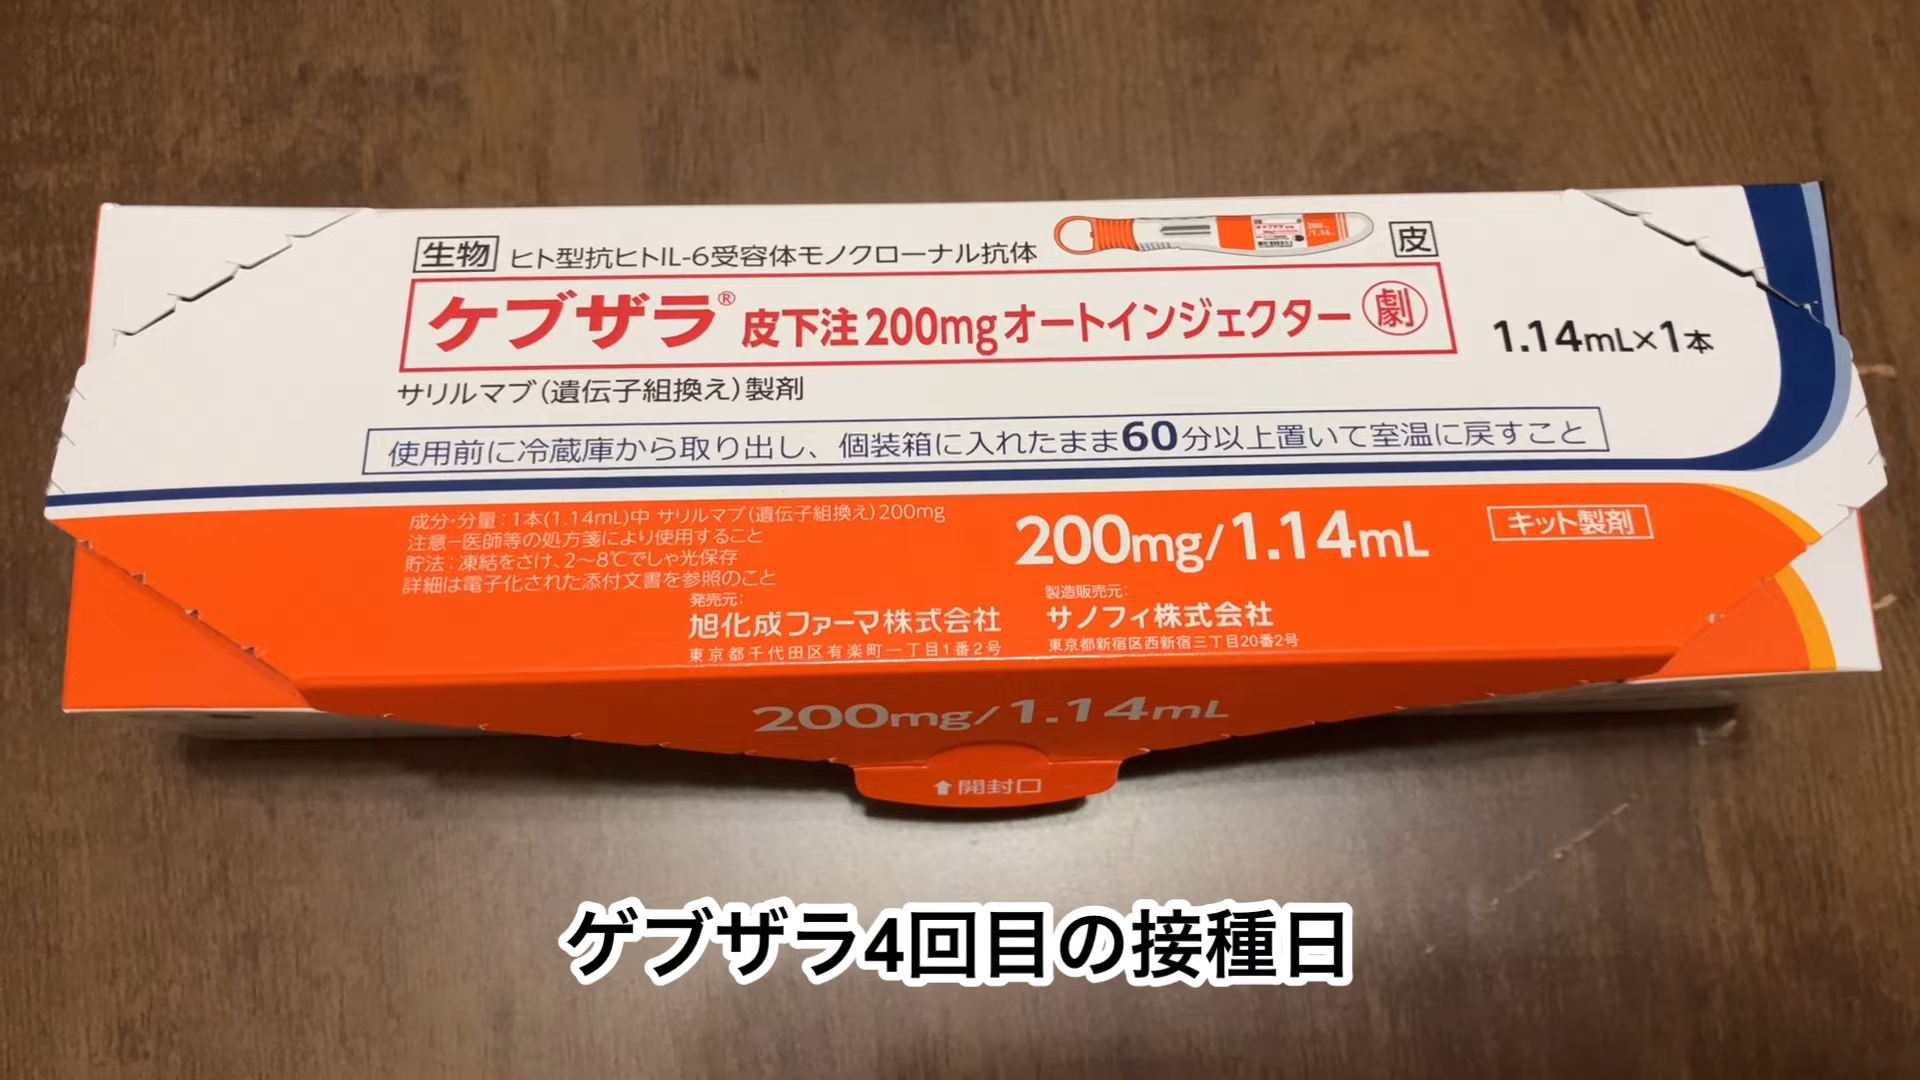 生物 ヒト型抗ヒトIL-6受容体モノクローナル抗体 皮
ケブザラ® 皮下注200mgオートインジェクター 劇
1.14mL×1本
サリルマブ(遺伝子組換え)製剤
使用前に冷蔵庫から取り出し、個装箱に入れたまま60分以上置いて室温に戻すこと
成分・分量:1本(1.14mL)中 サリルマブ(遺伝子組換え)200mg
注意-医師等の処方箋により使用すること
貯法:凍結をさけ、2〜8℃でしゃ光保存
詳細は電子化された添付文書を参照のこと
200mg/1.14mL
キット製剤
発売元:
旭化成ファーマ株式会社
東京都千代田区有楽町一丁目1番2号
製造販売元:
サノフィ株式会社
東京都新宿区西新宿三丁目20番2号
200mg/1.14mL
⬆開封口
ゲブザラ4回目の接種日